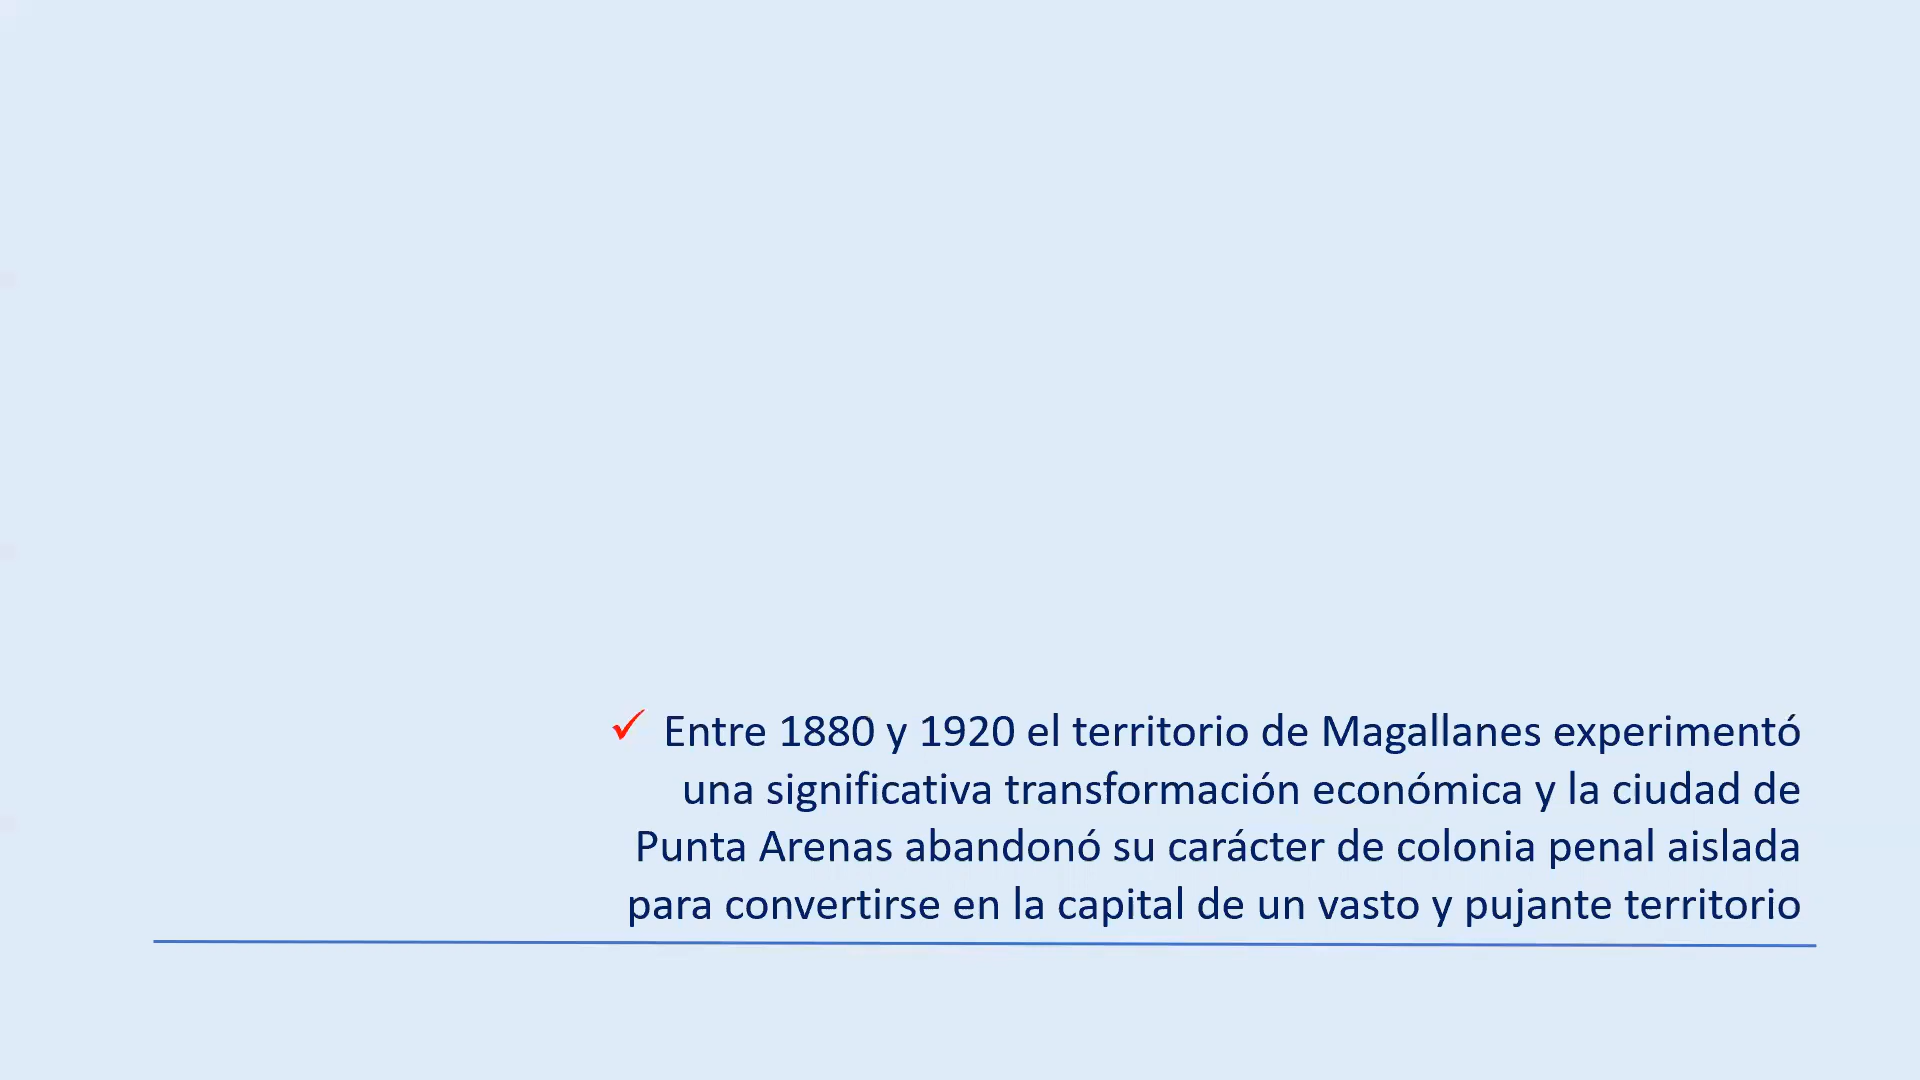 ✓ Entre 1880 y 1920 el territorio de Magallanes experimentó
una significativa transformación económica y la ciudad de
Punta Arenas abandonó su carácter de colonia penal aislada
para convertirse en la capital de un vasto y pujante territorio